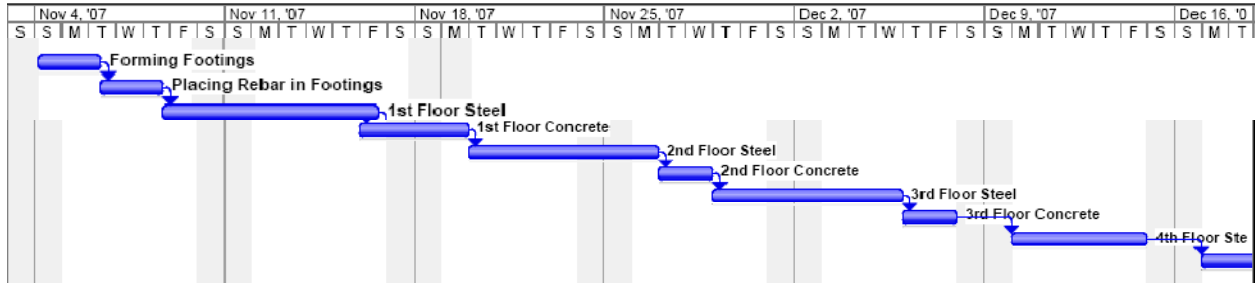 Nov 4, '07 Nov 11, '07 Nov 18, '07 Nov 25, '07 Dec 2, '07 Dec 9, '07 Dec 16, '0
S S M T W T F S S M T W T F S S M T W T F S S M T W T F S S M T W T F S S M T W T F S S M T
Forming Footings
Placing Rebar in Footings
1st Floor Steel
1st Floor Concrete
2nd Floor Steel
2nd Floor Concrete
3rd Floor Steel
3rd Floor Concrete
4th Floor Ste